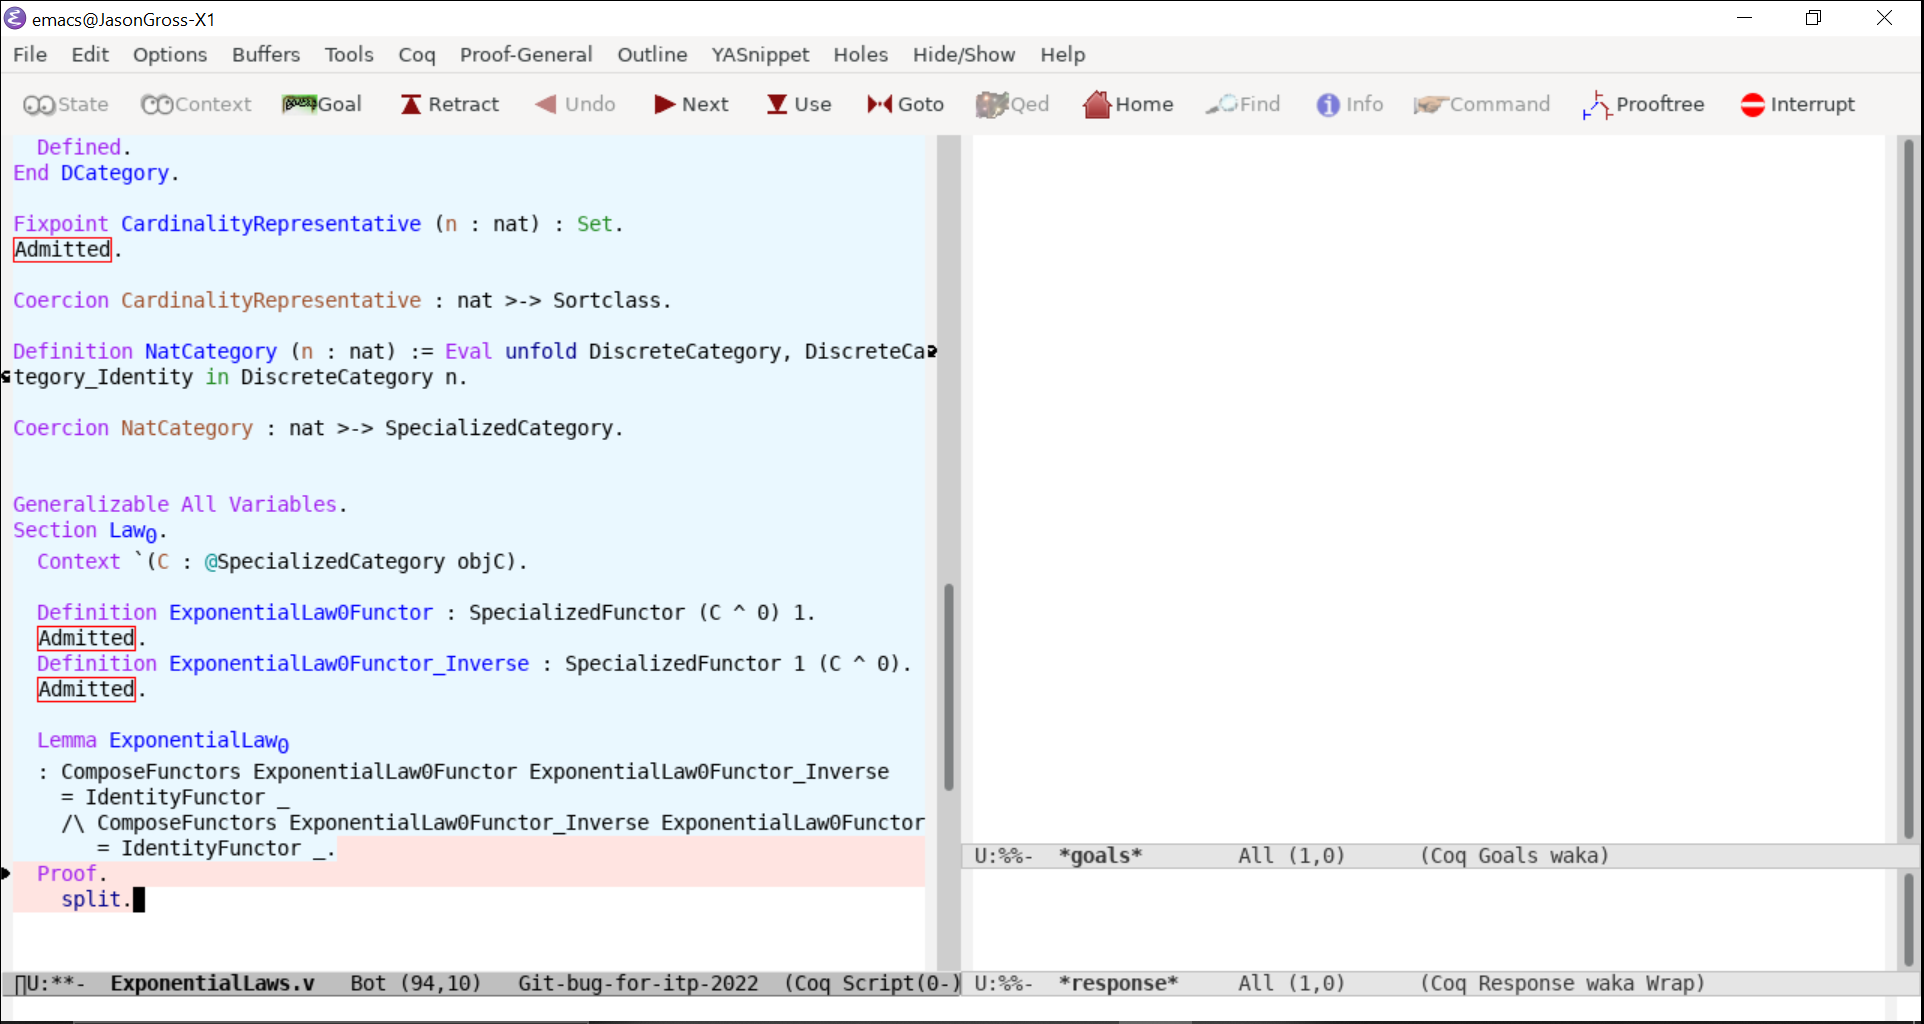 emacs@JasonGross-X1
File Edit Options Buffers Tools Coq Proof-General Outline YASnippet Holes Hide/Show Help
State Context Goal Retract Undo Next Use Goto Qed Home Find Info Command Prooftree Interrupt
  Defined.
End DCategory.

Fixpoint CardinalityRepresentative (n : nat) : Set.
Admitted.

Coercion CardinalityRepresentative : nat >-> Sortclass.

Definition NatCategory (n : nat) := Eval unfold DiscreteCategory, DiscreteCa
tegory_Identity in DiscreteCategory n.

Coercion NatCategory : nat >-> SpecializedCategory.

Generalizable All Variables.
Section Law₀.
  Context `(C : @SpecializedCategory objC).

  Definition ExponentialLaw0Functor : SpecializedFunctor (C ^ 0) 1.
  Admitted.
  Definition ExponentialLaw0Functor_Inverse : SpecializedFunctor 1 (C ^ 0).
  Admitted.

  Lemma ExponentialLaw₀
  : ComposeFunctors ExponentialLaw0Functor ExponentialLaw0Functor_Inverse
    = IdentityFunctor _
    /\ ComposeFunctors ExponentialLaw0Functor_Inverse ExponentialLaw0Functor
       = IdentityFunctor _.
  Proof.
    split.
U:**-  ExponentialLaws.v   Bot (94,10)   Git-bug-for-itp-2022  (Coq Script(0-)
U:%%-  *goals*        All (1,0)      (Coq Goals waka)
U:%%-  *response*     All (1,0)      (Coq Response waka Wrap)